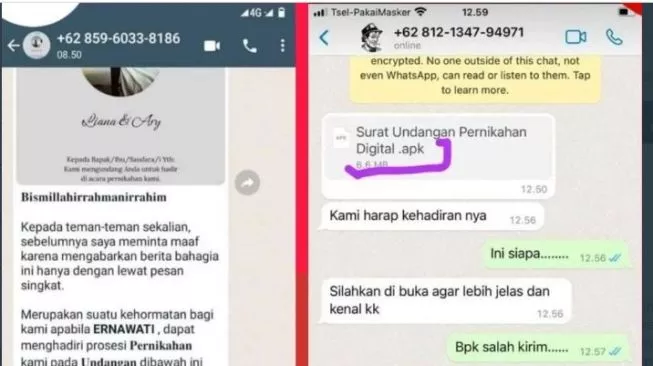 4G
+62 859-6033-8186
08.50
Liana & Ary
Kepada Bapak/Ibu/Saudara/i Yth.
Kami mengundang Anda untuk hadir
di acara pernikahan kami.
Bismillahirrahmanirrahim
Kepada teman-teman sekalian,
sebelumnya saya meminta maaf
karena mengabarkan berita bahagia
ini hanya dengan lewat pesan
singkat.
Merupakan suatu kehormatan bagi
kami apabila ERNAWATI , dapat
menghadiri prosesi Pernikahan
kami pada Undangan dibawah ini
Tsel-PakaiMasker
12.59
+62 812-1347-94971
online
encrypted. No one outside of this chat, not
even WhatsApp, can read or listen to them. Tap
to learn more.
APK
Surat Undangan Pernikahan
Digital .apk
6.6 MB
12.50
Kami harap kehadiran nya
12.56
Ini siapa........
12.56
Silahkan di buka agar lebih jelas dan
kenal kk
12.56
Bpk salah kirim......
12.57